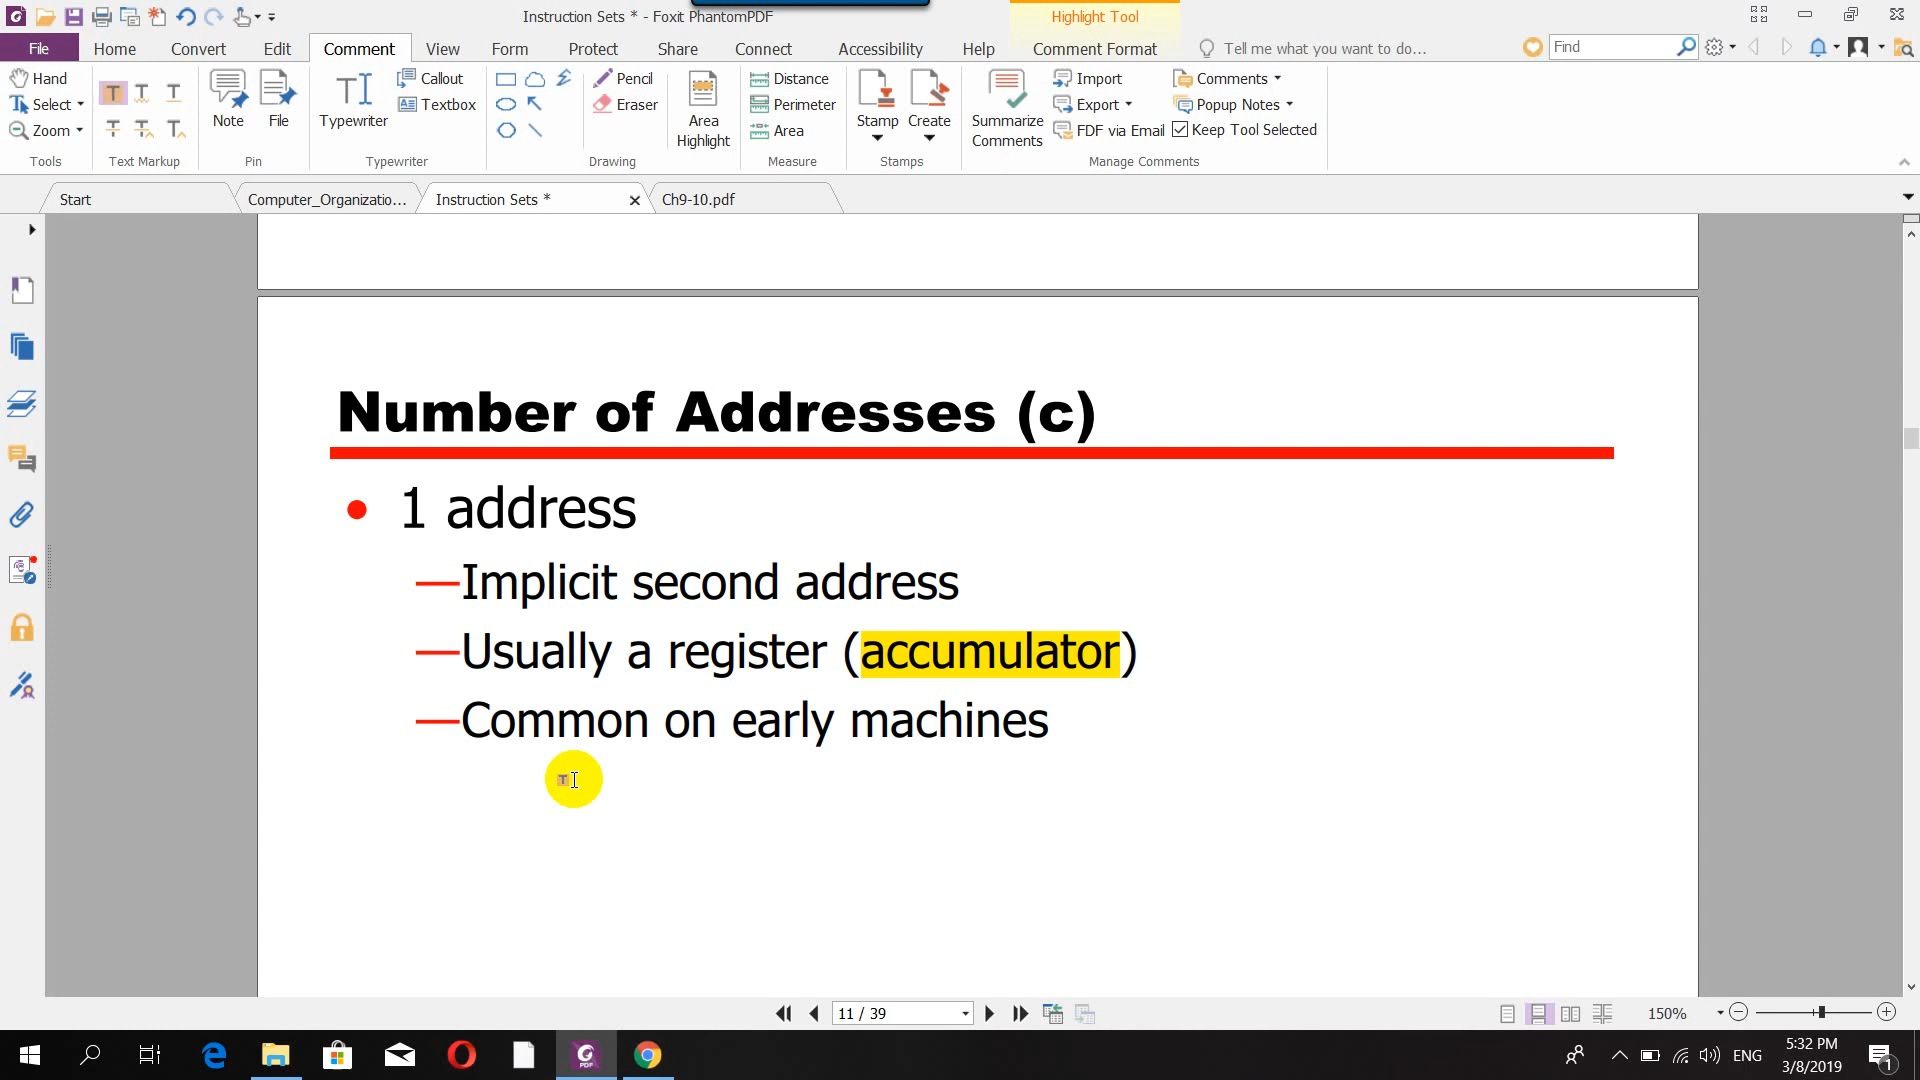 Instruction Sets * - Foxit PhantomPDF
Highlight Tool
File Home Convert Edit Comment View Form Protect Share Connect Accessibility Help Comment Format Tell me what you want to do... Find
Hand
Select
Zoom
Tools
Text Markup
Note
File
Pin
Typewriter
Callout
Textbox
Typewriter
Pencil
Eraser
Area
Highlight
Drawing
Distance
Perimeter
Area
Measure
Stamp
Create
Stamps
Summarize
Comments
Import
Export
FDF via Email
Comments
Popup Notes
Keep Tool Selected
Manage Comments
Start Computer_Organizatio... Instruction Sets * Ch9-10.pdf
Number of Addresses (c)
• 1 address
—Implicit second address
—Usually a register (accumulator)
—Common on early machines
11 / 39
150%
ENG
5:32 PM
3/8/2019
1